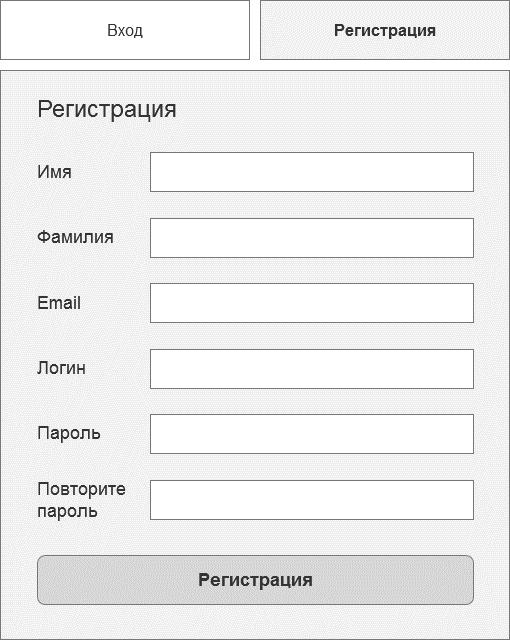 Вход
Регистрация
Регистрация
Имя
Фамилия
Email
Логин
Пароль
Повторите
пароль
Регистрация